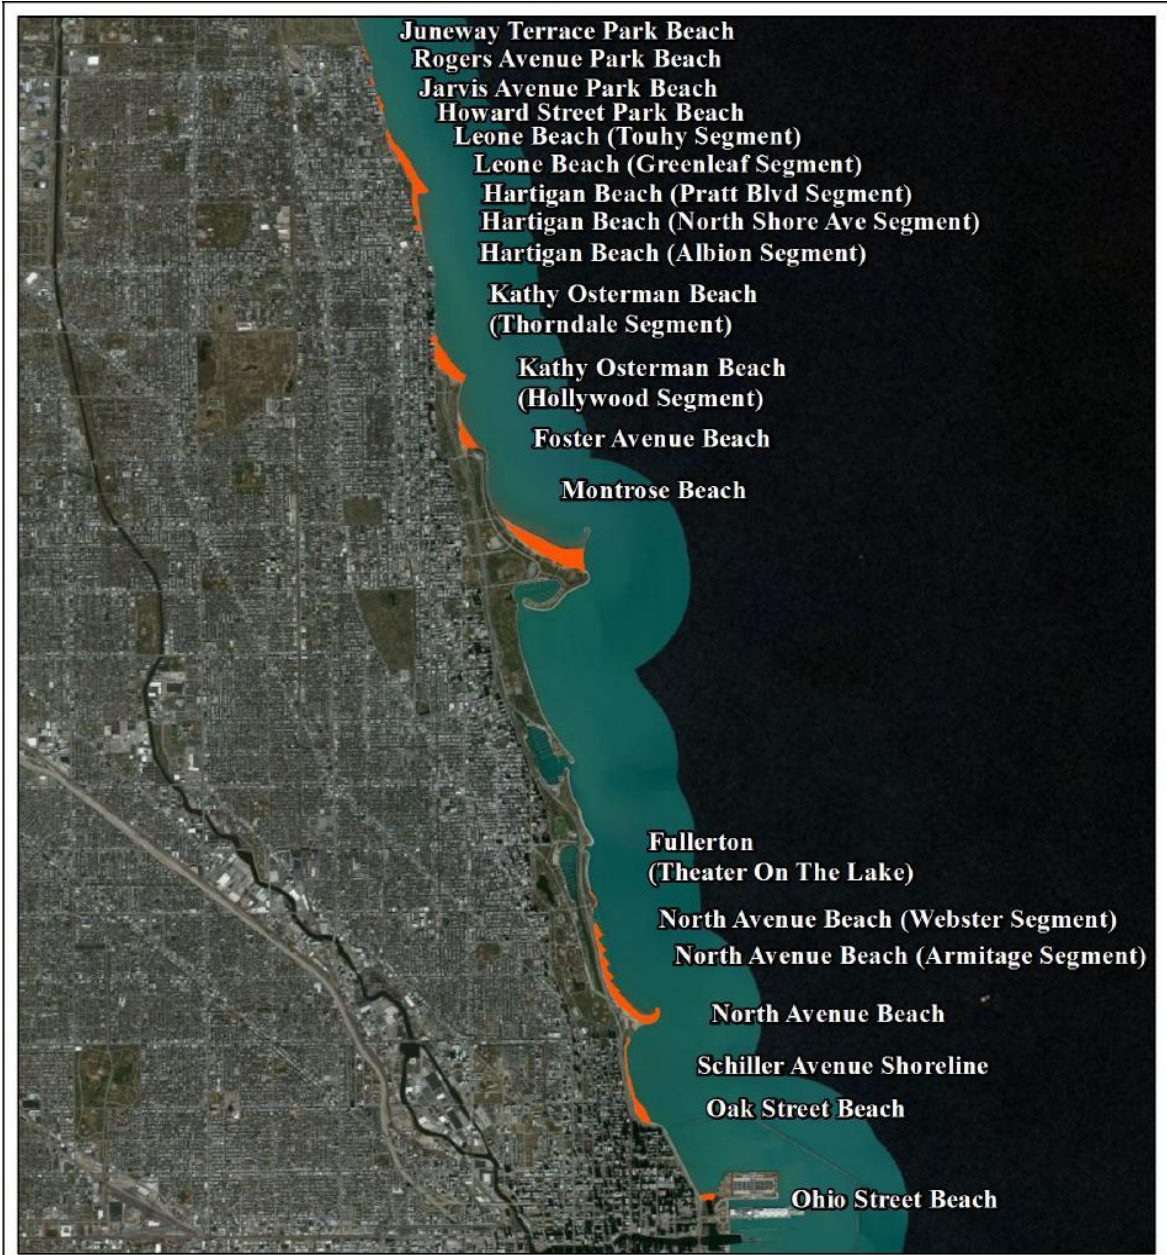 Juneway Terrace Park Beach
Rogers Avenue Park Beach
Jarvis Avenue Park Beach
Howard Street Park Beach
Leone Beach (Touhy Segment)
Leone Beach (Greenleaf Segment)
Hartigan Beach (Pratt Blvd Segment)
Hartigan Beach (North Shore Ave Segment)
Hartigan Beach (Albion Segment)
Kathy Osterman Beach
(Thorndale Segment)
Kathy Osterman Beach
(Hollywood Segment)
Foster Avenue Beach
Montrose Beach
Fullerton
(Theater On The Lake)
North Avenue Beach (Webster Segment)
North Avenue Beach (Armitage Segment)
North Avenue Beach
Schiller Avenue Shoreline
Oak Street Beach
Ohio Street Beach